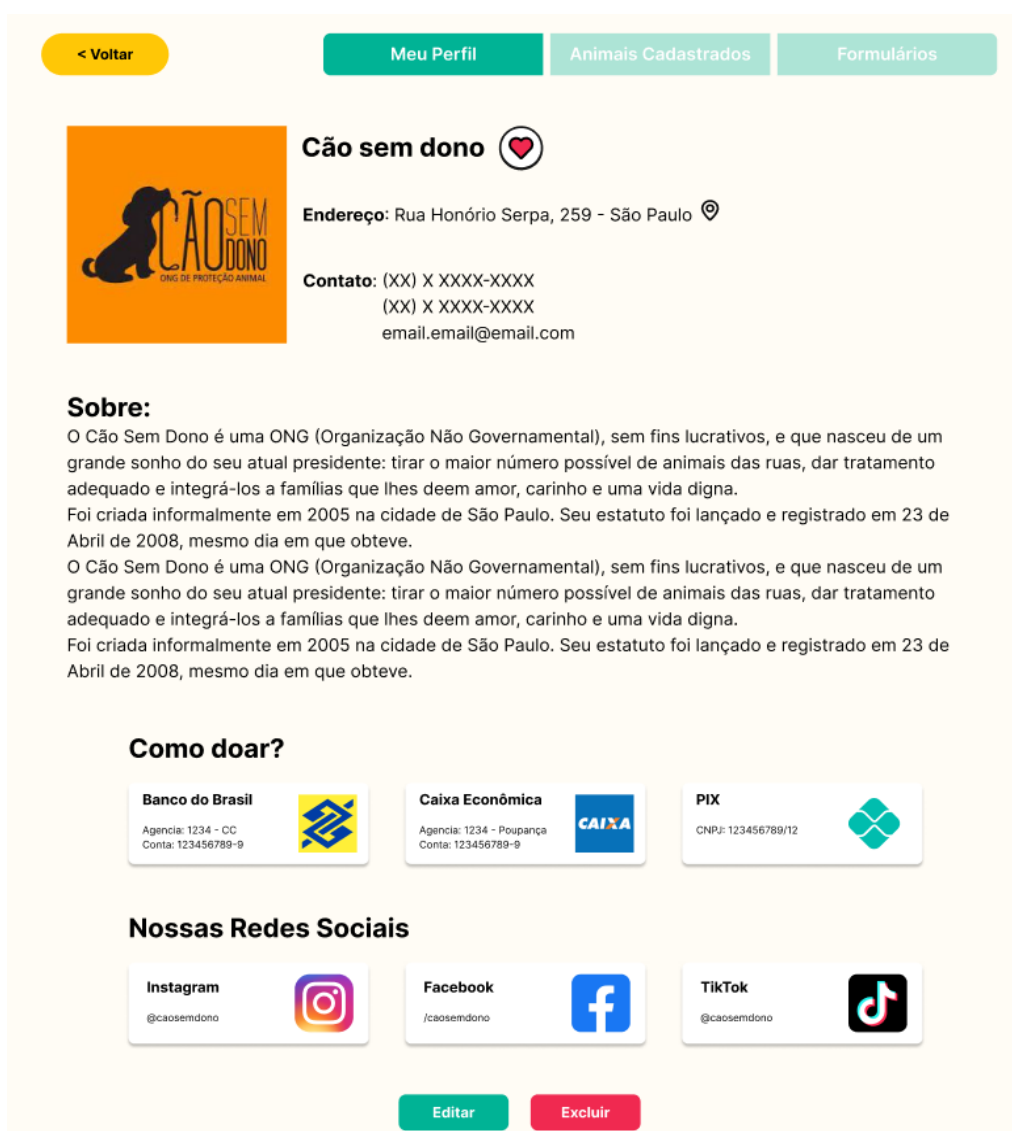 < Voltar
Meu Perfil
Animais Cadastrados
Formulários
CÃO SEM DONO
ONG DE PROTEÇÃO ANIMAL
Cão sem dono
Endereço: Rua Honório Serpa, 259 - São Paulo
Contato: (XX) X XXXX-XXXX
(XX) X XXXX-XXXX
email.email@email.com
Sobre:
O Cão Sem Dono é uma ONG (Organização Não Governamental), sem fins lucrativos, e que nasceu de um
grande sonho do seu atual presidente: tirar o maior número possível de animais das ruas, dar tratamento
adequado e integrá-los a famílias que lhes deem amor, carinho e uma vida digna.
Foi criada informalmente em 2005 na cidade de São Paulo. Seu estatuto foi lançado e registrado em 23 de
Abril de 2008, mesmo dia em que obteve.
O Cão Sem Dono é uma ONG (Organização Não Governamental), sem fins lucrativos, e que nasceu de um
grande sonho do seu atual presidente: tirar o maior número possível de animais das ruas, dar tratamento
adequado e integrá-los a famílias que lhes deem amor, carinho e uma vida digna.
Foi criada informalmente em 2005 na cidade de São Paulo. Seu estatuto foi lançado e registrado em 23 de
Abril de 2008, mesmo dia em que obteve.
Como doar?
Banco do Brasil
Agencia: 1234 - CC
Conta: 123456789-9
Caixa Econômica
Agencia: 1234 - Poupança
Conta: 123456789-9
CAIXA
PIX
CNPJ: 123456789/12
Nossas Redes Sociais
Instagram
@caosemdono
Facebook
/caosemdono
TikTok
@caosemdono
Editar
Excluir